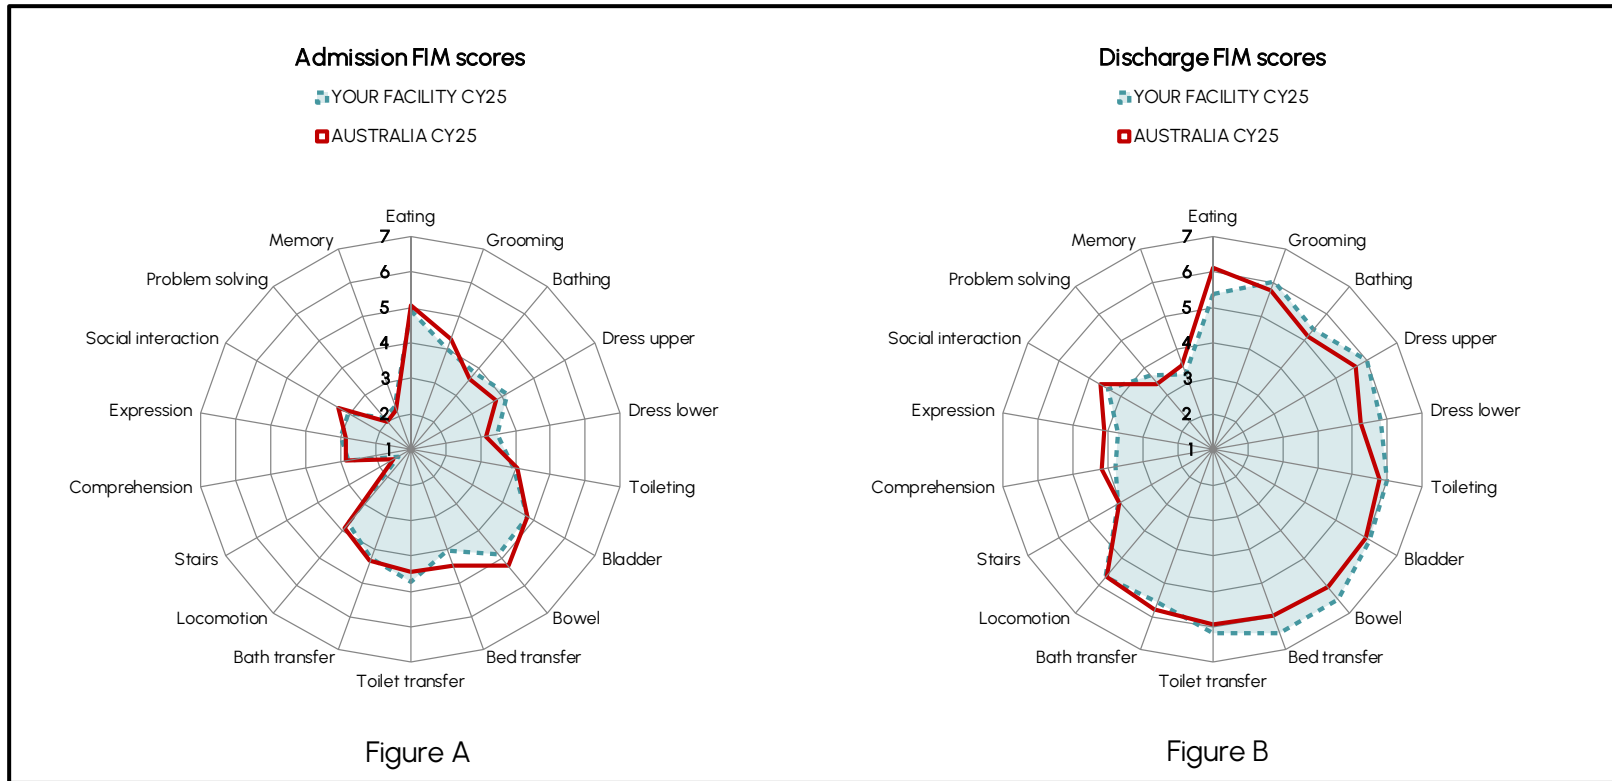 Admission FIM scores
YOUR FACILITY CY25
AUSTRALIA CY25
Eating
Grooming
Bathing
Dress upper
Dress lower
Toileting
Bladder
Bowel
Bed transfer
Toilet transfer
Bath transfer
Locomotion
Stairs
Comprehension
Expression
Social interaction
Problem solving
Memory
7
6
5
4
3
2
1
Figure A
Discharge FIM scores
YOUR FACILITY CY25
AUSTRALIA CY25
Eating
Grooming
Bathing
Dress upper
Dress lower
Toileting
Bladder
Bowel
Bed transfer
Toilet transfer
Bath transfer
Locomotion
Stairs
Comprehension
Expression
Social interaction
Problem solving
Memory
7
6
5
4
3
2
1
Figure B